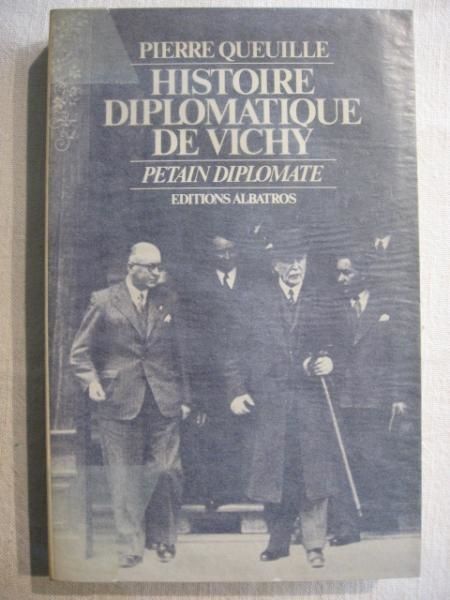 PIERRE QUEUILLE
HISTOIRE
DIPLOMATIQUE
DE VICHY
PETAIN DIPLOMATE
EDITIONS ALBATROS